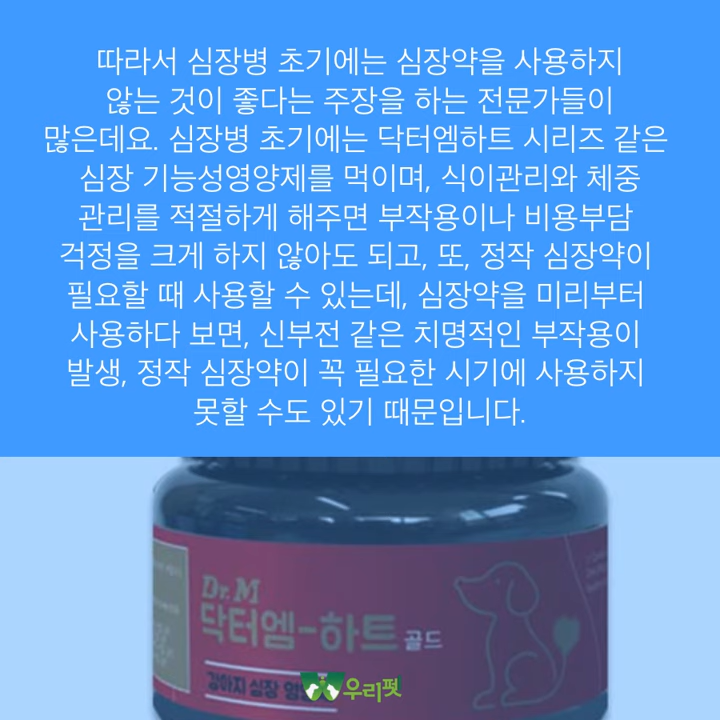 따라서 심장병 초기에는 심장약을 사용하지
않는 것이 좋다는 주장을 하는 전문가들이
많은데요. 심장병 초기에는 닥터엠하트 시리즈 같은
심장 기능성영양제를 먹이며, 식이관리와 체중
관리를 적절하게 해주면 부작용이나 비용부담
걱정을 크게 하지 않아도 되고, 또, 정작 심장약이
필요할 때 사용할 수 있는데, 심장약을 미리부터
사용하다 보면, 신부전 같은 치명적인 부작용이
발생, 정작 심장약이 꼭 필요한 시기에 사용하지
못할 수도 있기 때문입니다.
Dr.M
닥터엠-하트 골드
강아지 심장
우리펫